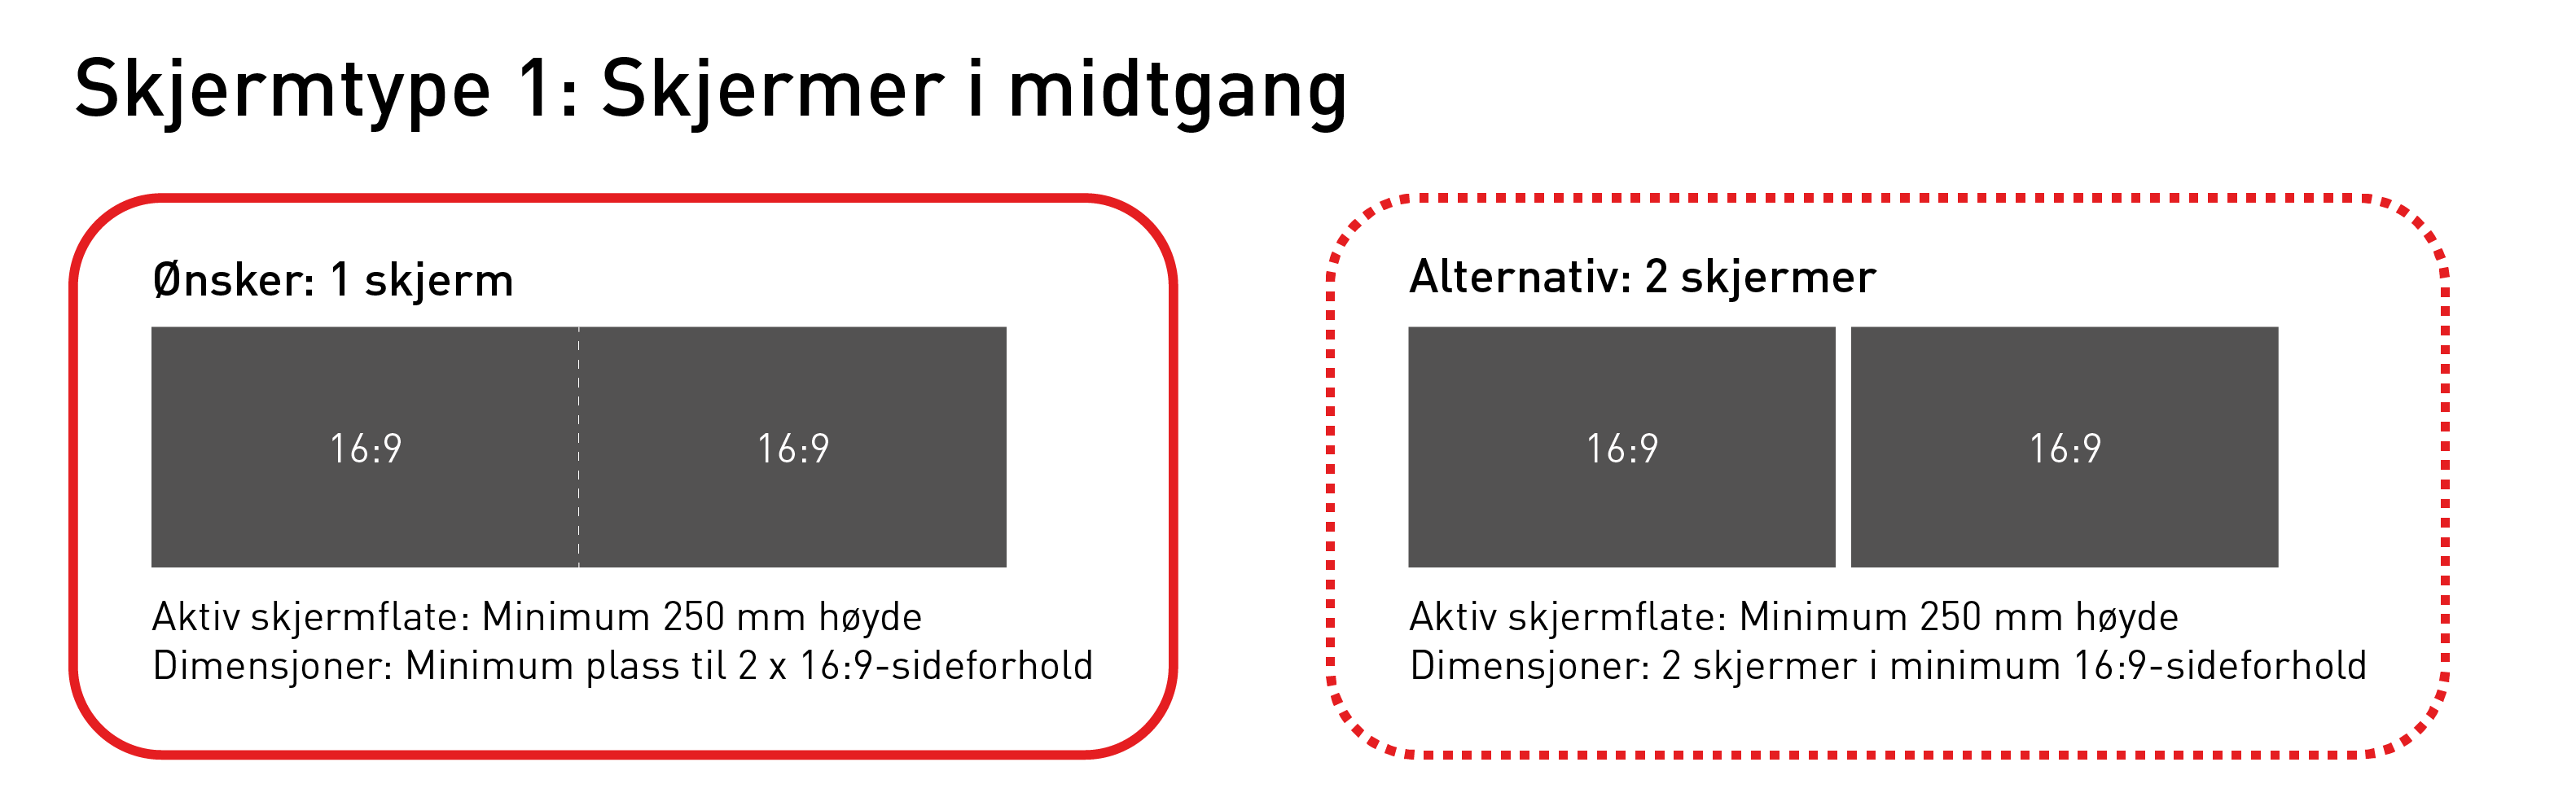 Skjermtype 1: Skjermer i midtgang
Ønsker: 1 skjerm
16:9
16:9
Aktiv skjermflate: Minimum 250 mm høyde
Dimensjoner: Minimum plass til 2 x 16:9-sideforhold
Alternativ: 2 skjermer
16:9
16:9
Aktiv skjermflate: Minimum 250 mm høyde
Dimensjoner: 2 skjermer i minimum 16:9-sideforhold